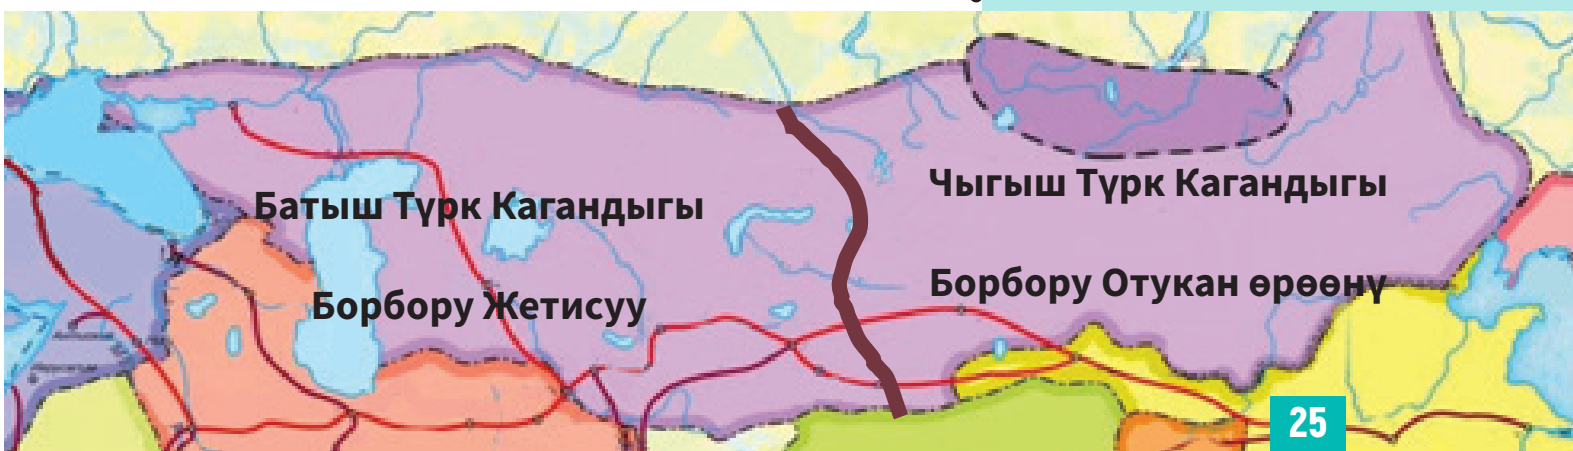 Батыш Түрк Кагандыгы
Борбору Жетисуу
Чыгыш Түрк Кагандыгы
Борбору Отукан өрөөнү
25